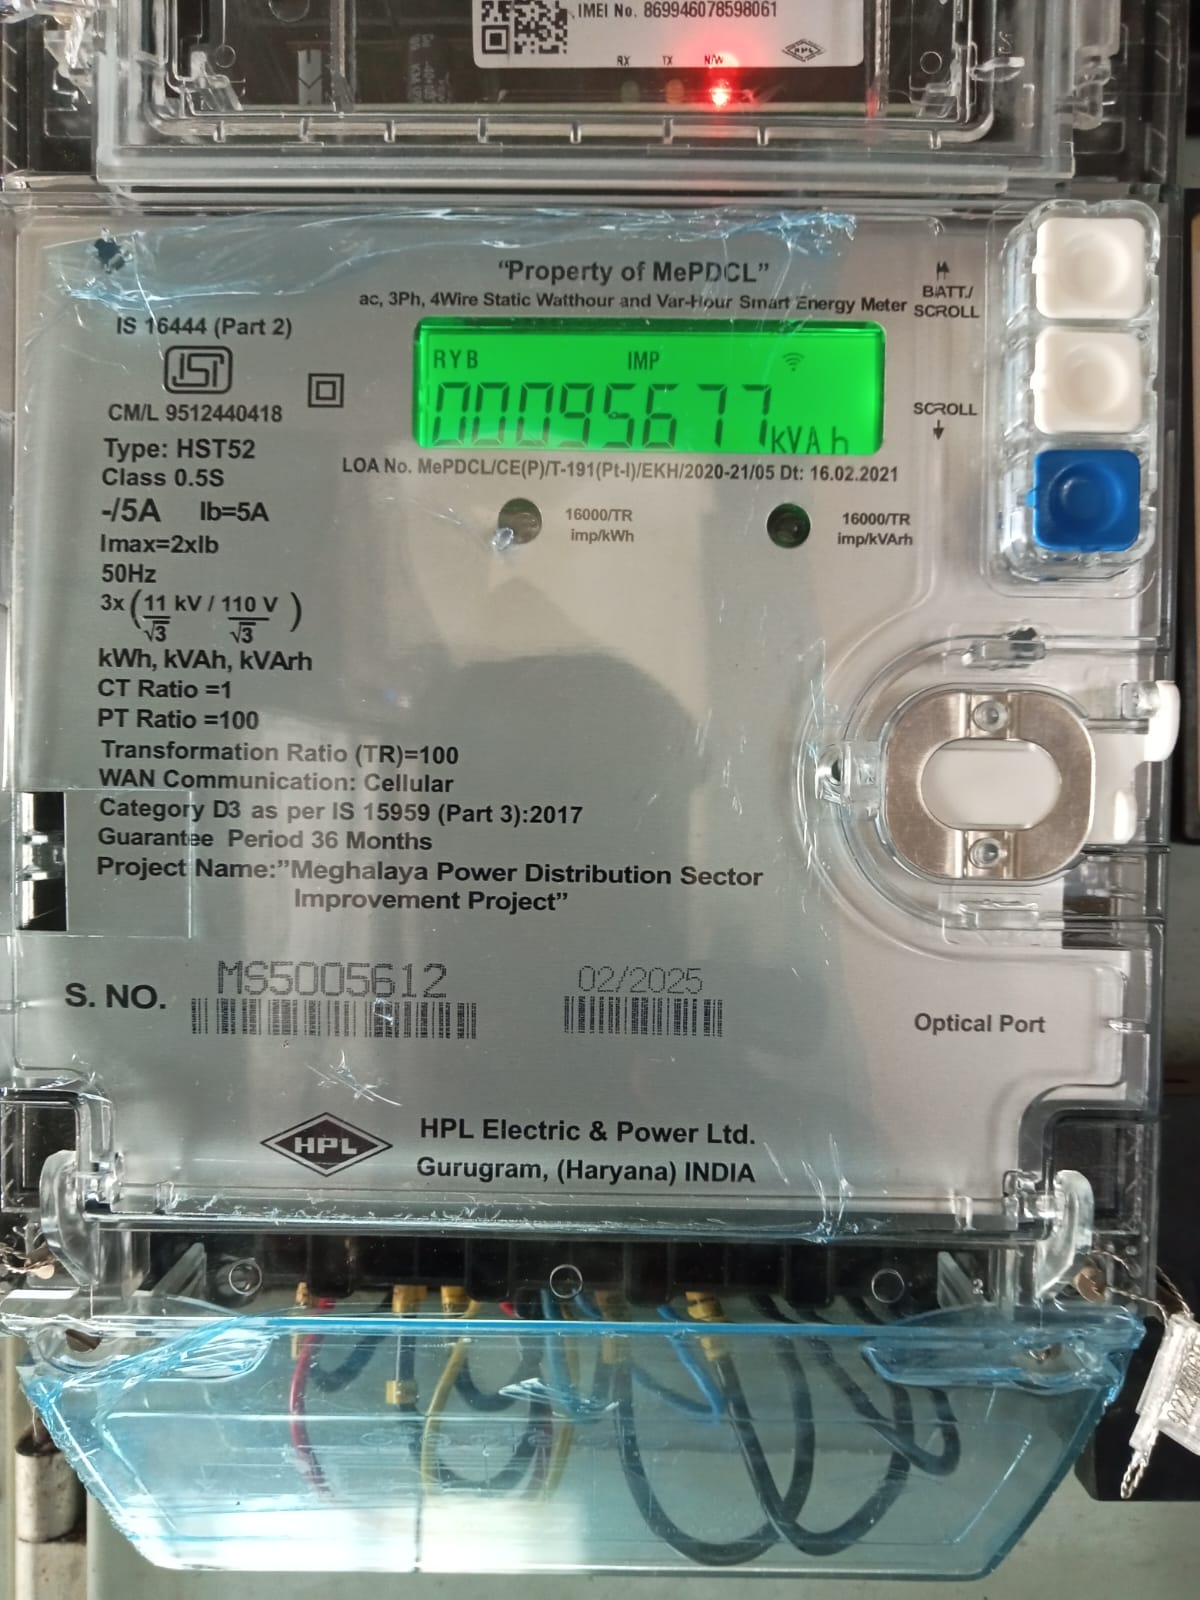 IMEI No. 869946078598061
RX TX N/W
HPL
"Property of MePDCL"
ac, 3Ph, 4Wire Static Watthour and Var-Hour Smart Energy Meter
BATT./
SCROLL
IS 16444 (Part 2)
ISI
CM/L 9512440418
RYB IMP
00095677 kVAh
SCROLL
LOA No. MePDCL/CE(P)/T-191(Pt-I)/EKH/2020-21/05 Dt: 16.02.2021
Type: HST52
Class 0.5S
-/5A Ib=5A
16000/TR
imp/kWh
16000/TR
imp/kVArh
Imax=2xIb
50Hz
3x (11/√3 kV / 110 V/√3)
kWh, kVAh, kVArh
CT Ratio =1
PT Ratio =100
Transformation Ratio (TR)=100
WAN Communication: Cellular
Category D3 as per IS 15959 (Part 3):2017
Guarantee Period 36 Months
Project Name:"Meghalaya Power Distribution Sector
Improvement Project"
S. NO. MS5005612 02/2025
Optical Port
HPL
HPL Electric & Power Ltd.
Gurugram, (Haryana) INDIA